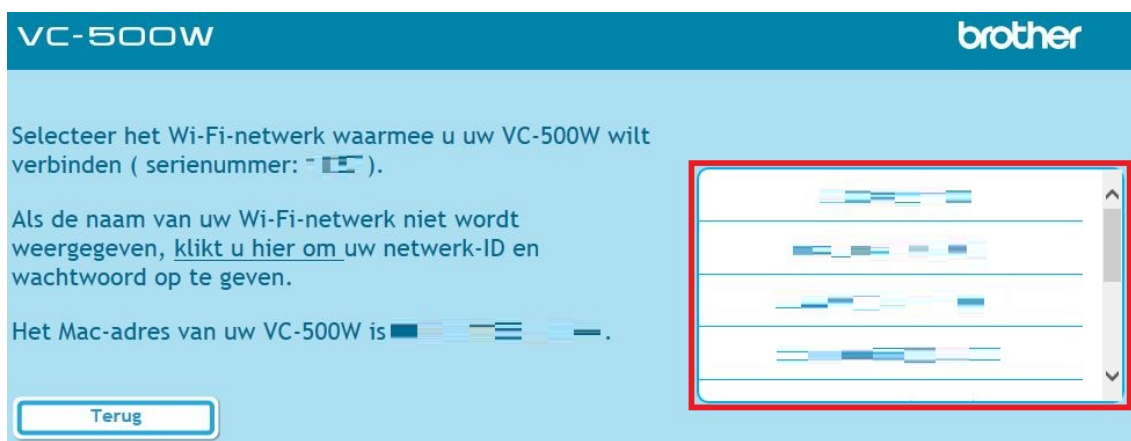 VC-500W
brother
Selecteer het Wi-Fi-netwerk waarmee u uw VC-500W wilt
verbinden ( serienummer: ).
Als de naam van uw Wi-Fi-netwerk niet wordt
weergegeven, klikt u hier om uw netwerk-ID en
wachtwoord op te geven.
Het Mac-adres van uw VC-500W is .
Terug